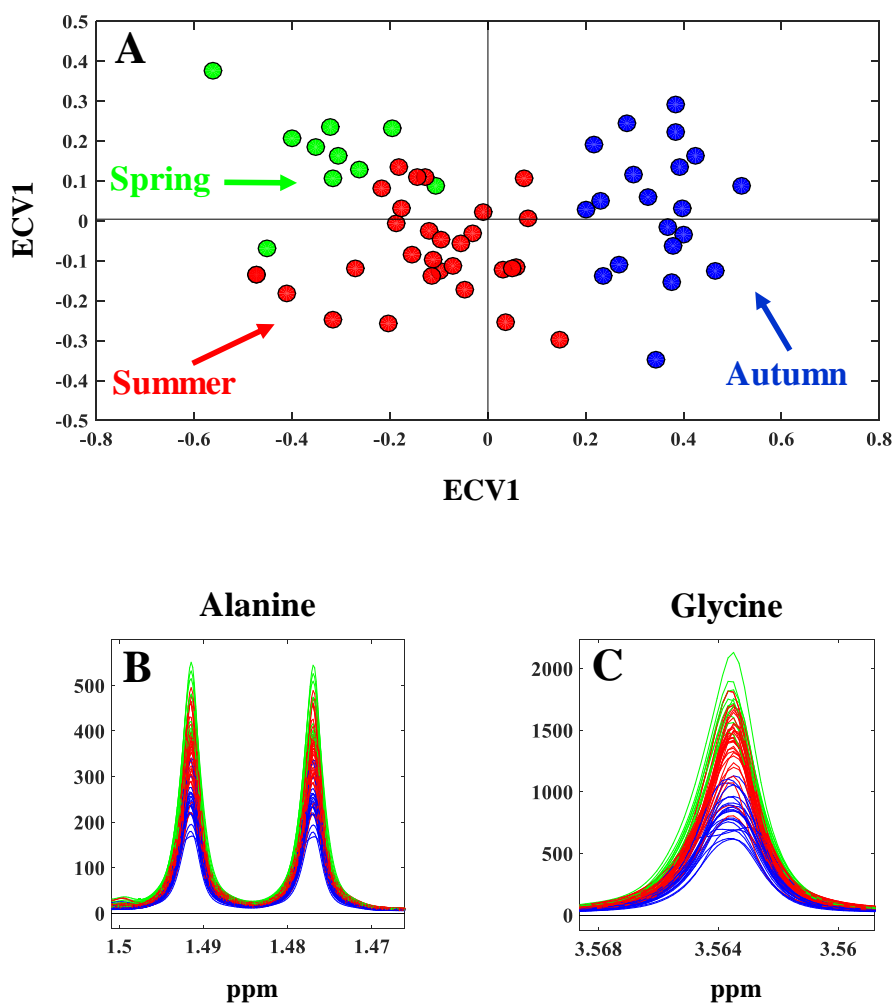 A
0.5
0.4
0.3
0.2
0.1
0
-0.1
-0.2
-0.3
-0.4
-0.5
ECV1
Spring
Summer
Autumn
-0.8 -0.6 -0.4 -0.2 0 0.2 0.4 0.6 0.8
ECV1
Alanine
B
500
400
300
200
100
0
1.5 1.49 1.48 1.47
ppm
Glycine
C
2000
1500
1000
500
0
3.568 3.564 3.56
ppm